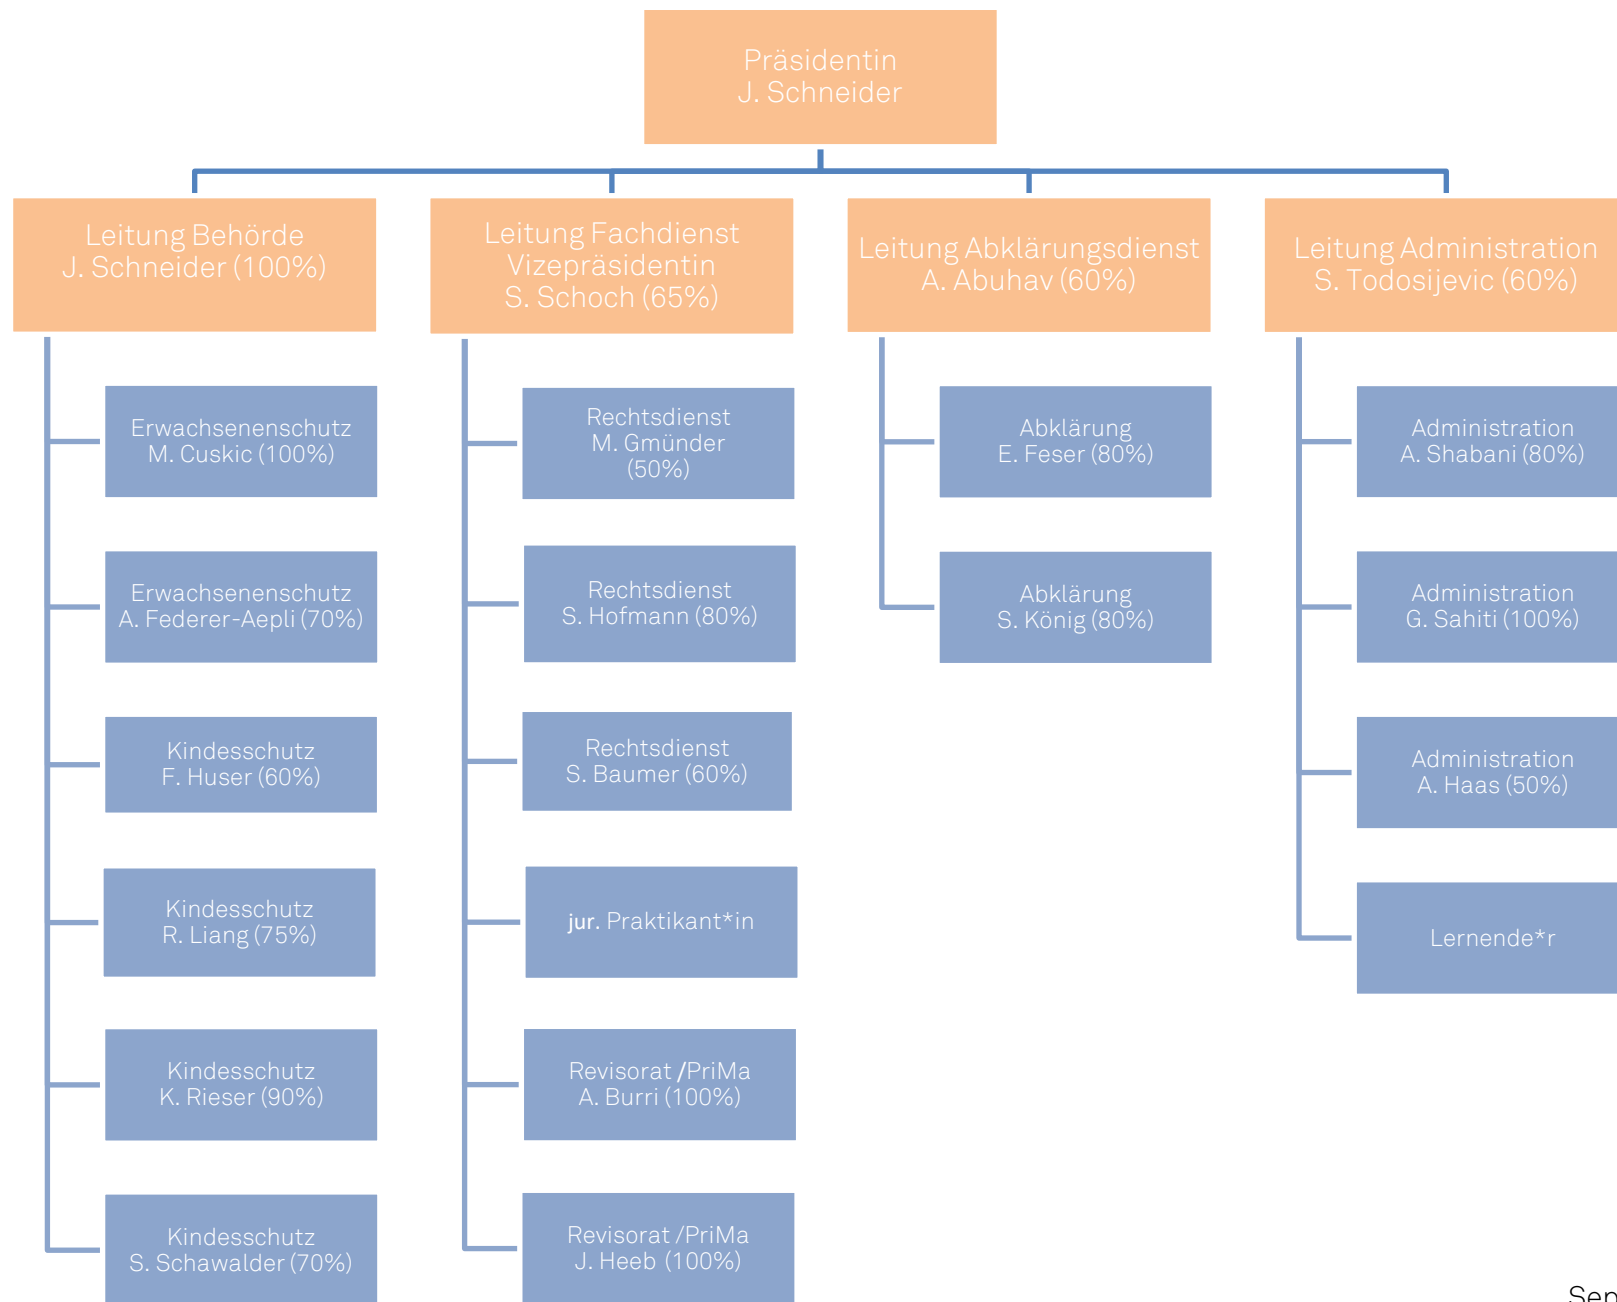 Präsidentin
J. Schneider
Leitung Behörde
J. Schneider (100%)
Erwachsenenschutz
M. Cuskic (100%)
Erwachsenenschutz
A. Federer-Aepli (70%)
Kindesschutz
F. Huser (60%)
Kindesschutz
R. Liang (75%)
Kindesschutz
K. Rieser (90%)
Kindesschutz
S. Schawalder (70%)
Leitung Fachdienst
Vizepräsidentin
S. Schoch (65%)
Rechtsdienst
M. Gmünder
(50%)
Rechtsdienst
S. Hofmann (80%)
Rechtsdienst
S. Baumer (60%)
jur. Praktikant*in
Revisorat /PriMa
A. Burri (100%)
Revisorat /PriMa
J. Heeb (100%)
Leitung Abklärungsdienst
A. Abuhav (60%)
Abklärung
E. Feser (80%)
Abklärung
S. König (80%)
Leitung Administration
S. Todosijevic (60%)
Administration
A. Shabani (80%)
Administration
G. Sahiti (100%)
Administration
A. Haas (50%)
Lernende*r
Sep